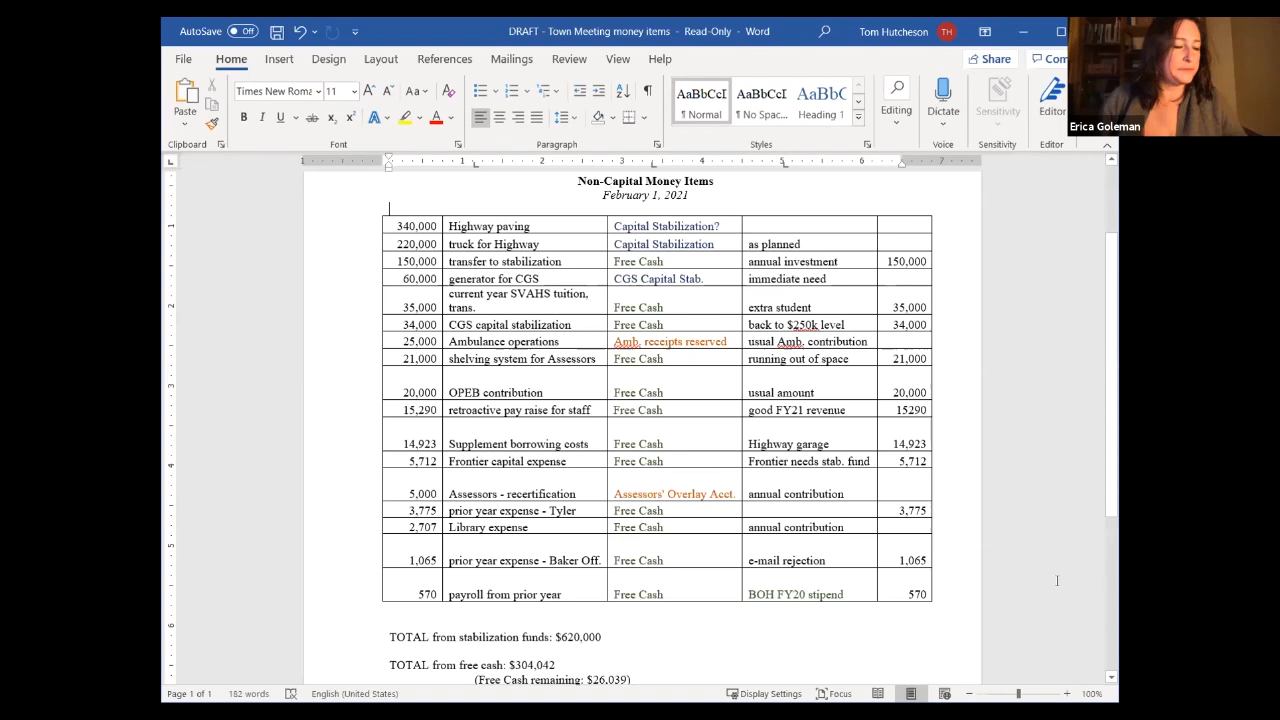 AutoSave Off DRAFT - Town Meeting money items - Read-Only - Word Tom Hutcheson TH
File Home Insert Design Layout References Mailings Review View Help Share Com
Paste Times New Roma 11 Aa AaBbCcI AaBbCcI AaBbC Editing Dictate Sensitivity Editor
¶ Normal ¶ No Spac... Heading 1
Clipboard Font Paragraph Styles Voice Sensitivity Editor
Erica Goleman
Non-Capital Money Items
February 1, 2021
340,000 Highway paving Capital Stabilization?
220,000 truck for Highway Capital Stabilization as planned
150,000 transfer to stabilization Free Cash annual investment 150,000
60,000 generator for CGS CGS Capital Stab. immediate need
current year SVAHS tuition,
35,000 trans. Free Cash extra student 35,000
34,000 CGS capital stabilization Free Cash back to $250k level 34,000
25,000 Ambulance operations Amb. receipts reserved usual Amb. contribution
21,000 shelving system for Assessors Free Cash running out of space 21,000
20,000 OPEB contribution Free Cash usual amount 20,000
15,290 retroactive pay raise for staff Free Cash good FY21 revenue 15290
14,923 Supplement borrowing costs Free Cash Highway garage 14,923
5,712 Frontier capital expense Free Cash Frontier needs stab. fund 5,712
5,000 Assessors - recertification Assessors' Overlay Acct. annual contribution
3,775 prior year expense - Tyler Free Cash 3,775
2,707 Library expense Free Cash annual contribution
1,065 prior year expense - Baker Off. Free Cash e-mail rejection 1,065
570 payroll from prior year Free Cash BOH FY20 stipend 570
TOTAL from stabilization funds: $620,000
TOTAL from free cash: $304,042
(Free Cash remaining: $26,039)
Page 1 of 1 182 words English (United States) Display Settings Focus 100%